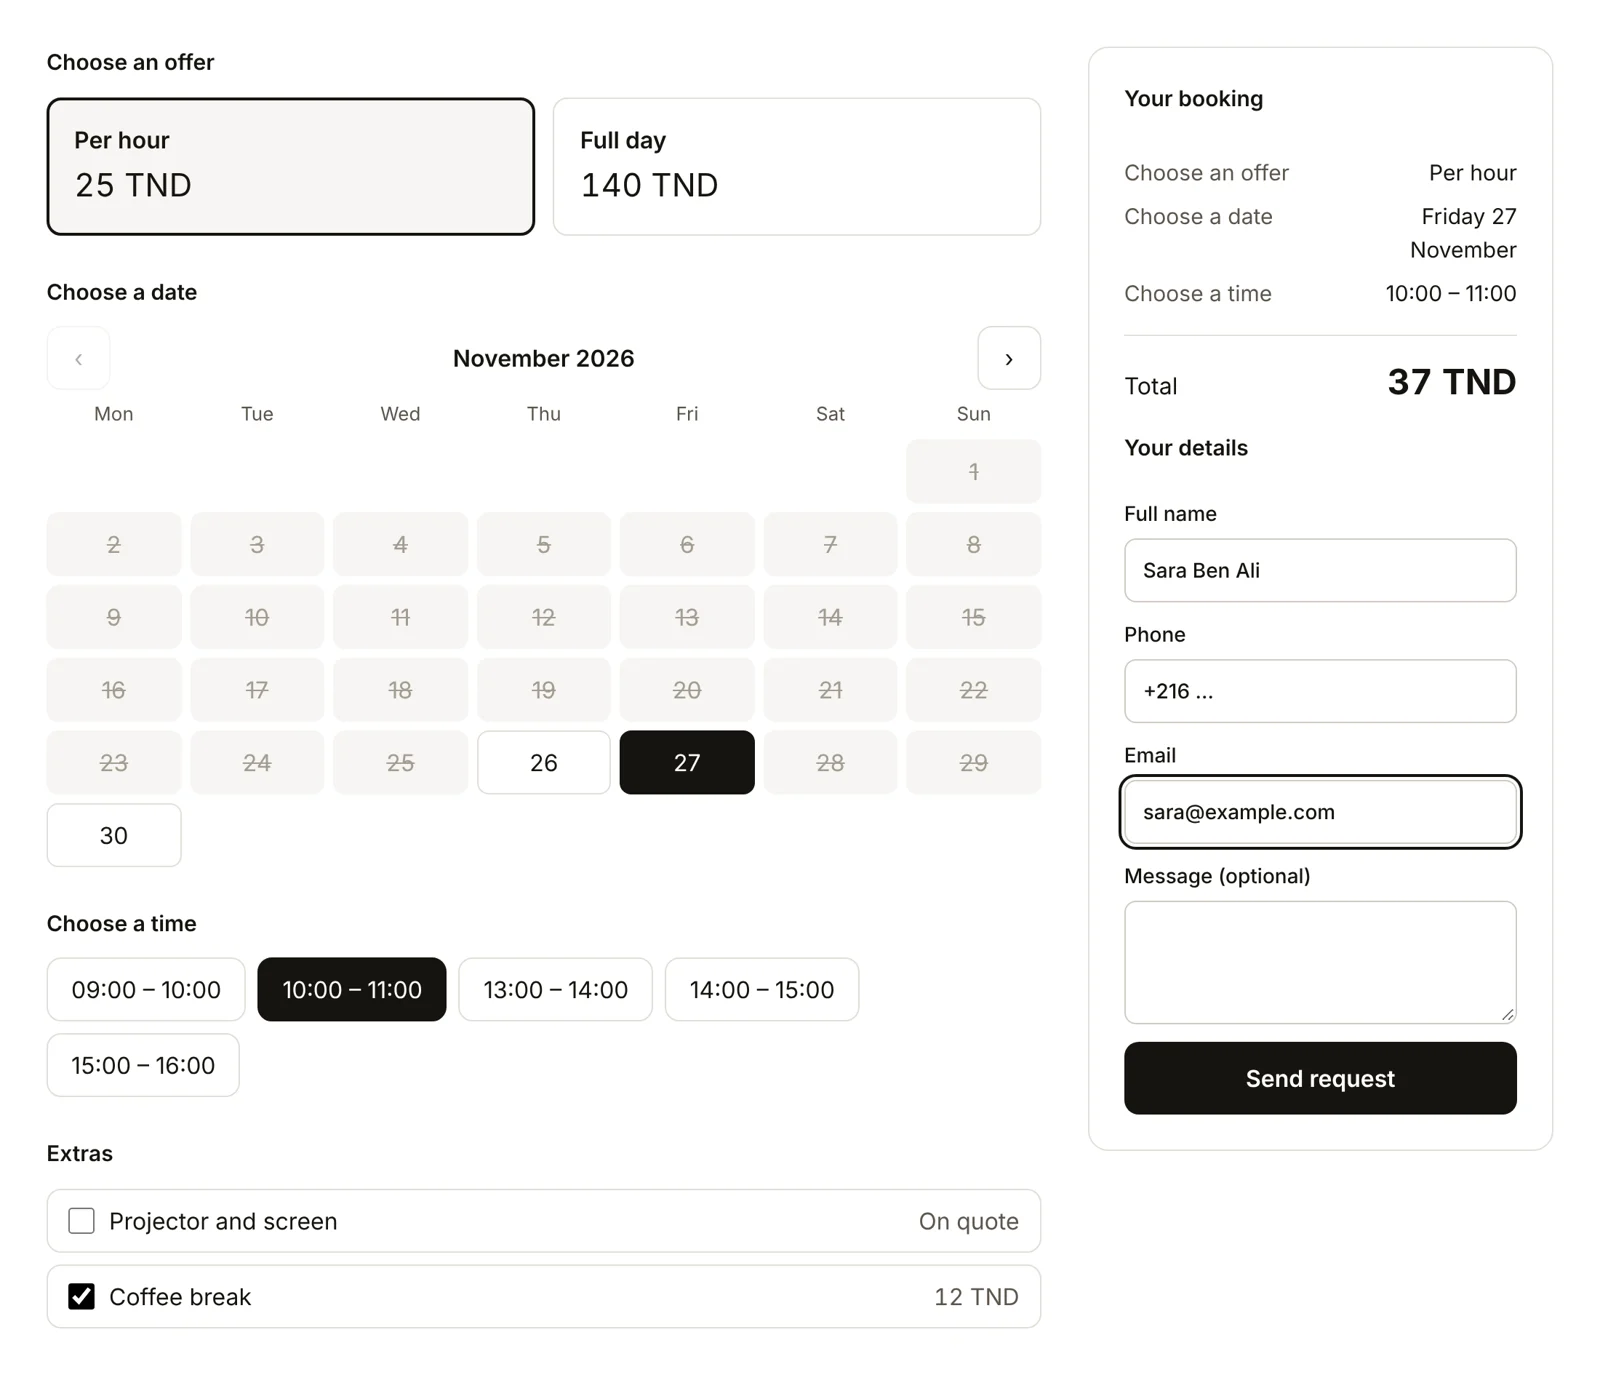 Choose an offer
Per hour
25 TND
Full day
140 TND
Choose a date
‹
November 2026
›
Mon Tue Wed Thu Fri Sat Sun
1
2 3 4 5 6 7 8
9 10 11 12 13 14 15
16 17 18 19 20 21 22
23 24 25 26 27 28 29
30
Choose a time
09:00 – 10:00
10:00 – 11:00
13:00 – 14:00
14:00 – 15:00
15:00 – 16:00
Extras
Projector and screen On quote
Coffee break 12 TND
Your booking
Choose an offer Per hour
Choose a date Friday 27
November
Choose a time 10:00 – 11:00
Total 37 TND
Your details
Full name
Sara Ben Ali
Phone
+216 ...
Email
sara@example.com
Message (optional)
Send request